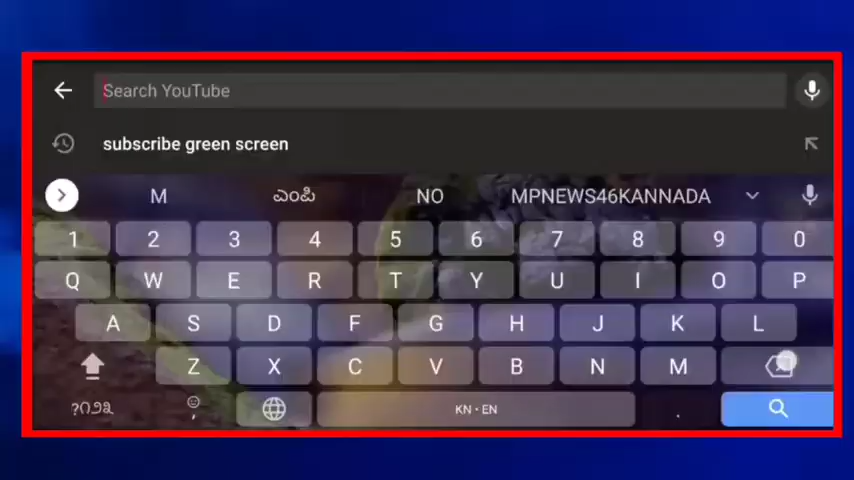 Search YouTube
subscribe green screen
M ಎಂಪಿ NO MPNEWS46KANNADA
1 2 3 4 5 6 7 8 9 0
Q W E R T Y U I O P
A S D F G H J K L
Z X C V B N M
?೧೨೩ , KN • EN .